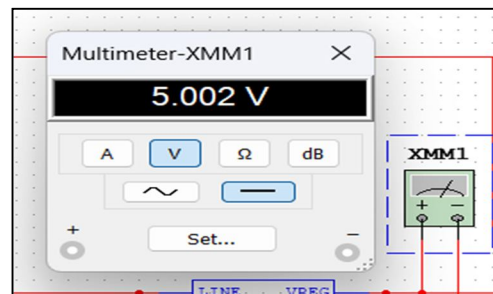 Multimeter-XMM1
5.002 V
A V Ω dB
+ Set... −
XMM1
+ −
LINE VREG